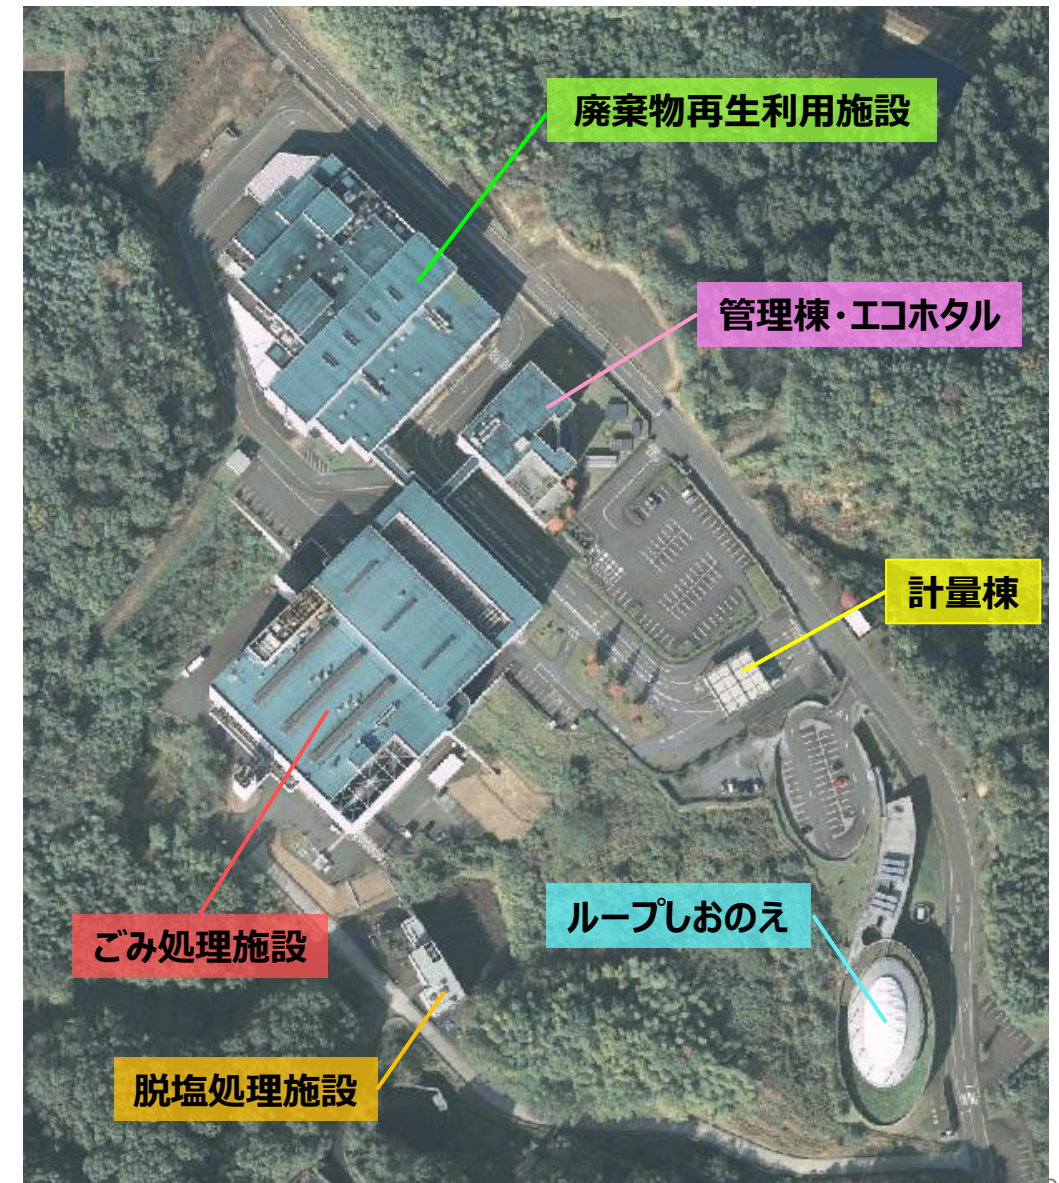 廃棄物再生利用施設
管理棟・エコホタル
計量棟
ループしおのえ
ごみ処理施設
脱塩処理施設